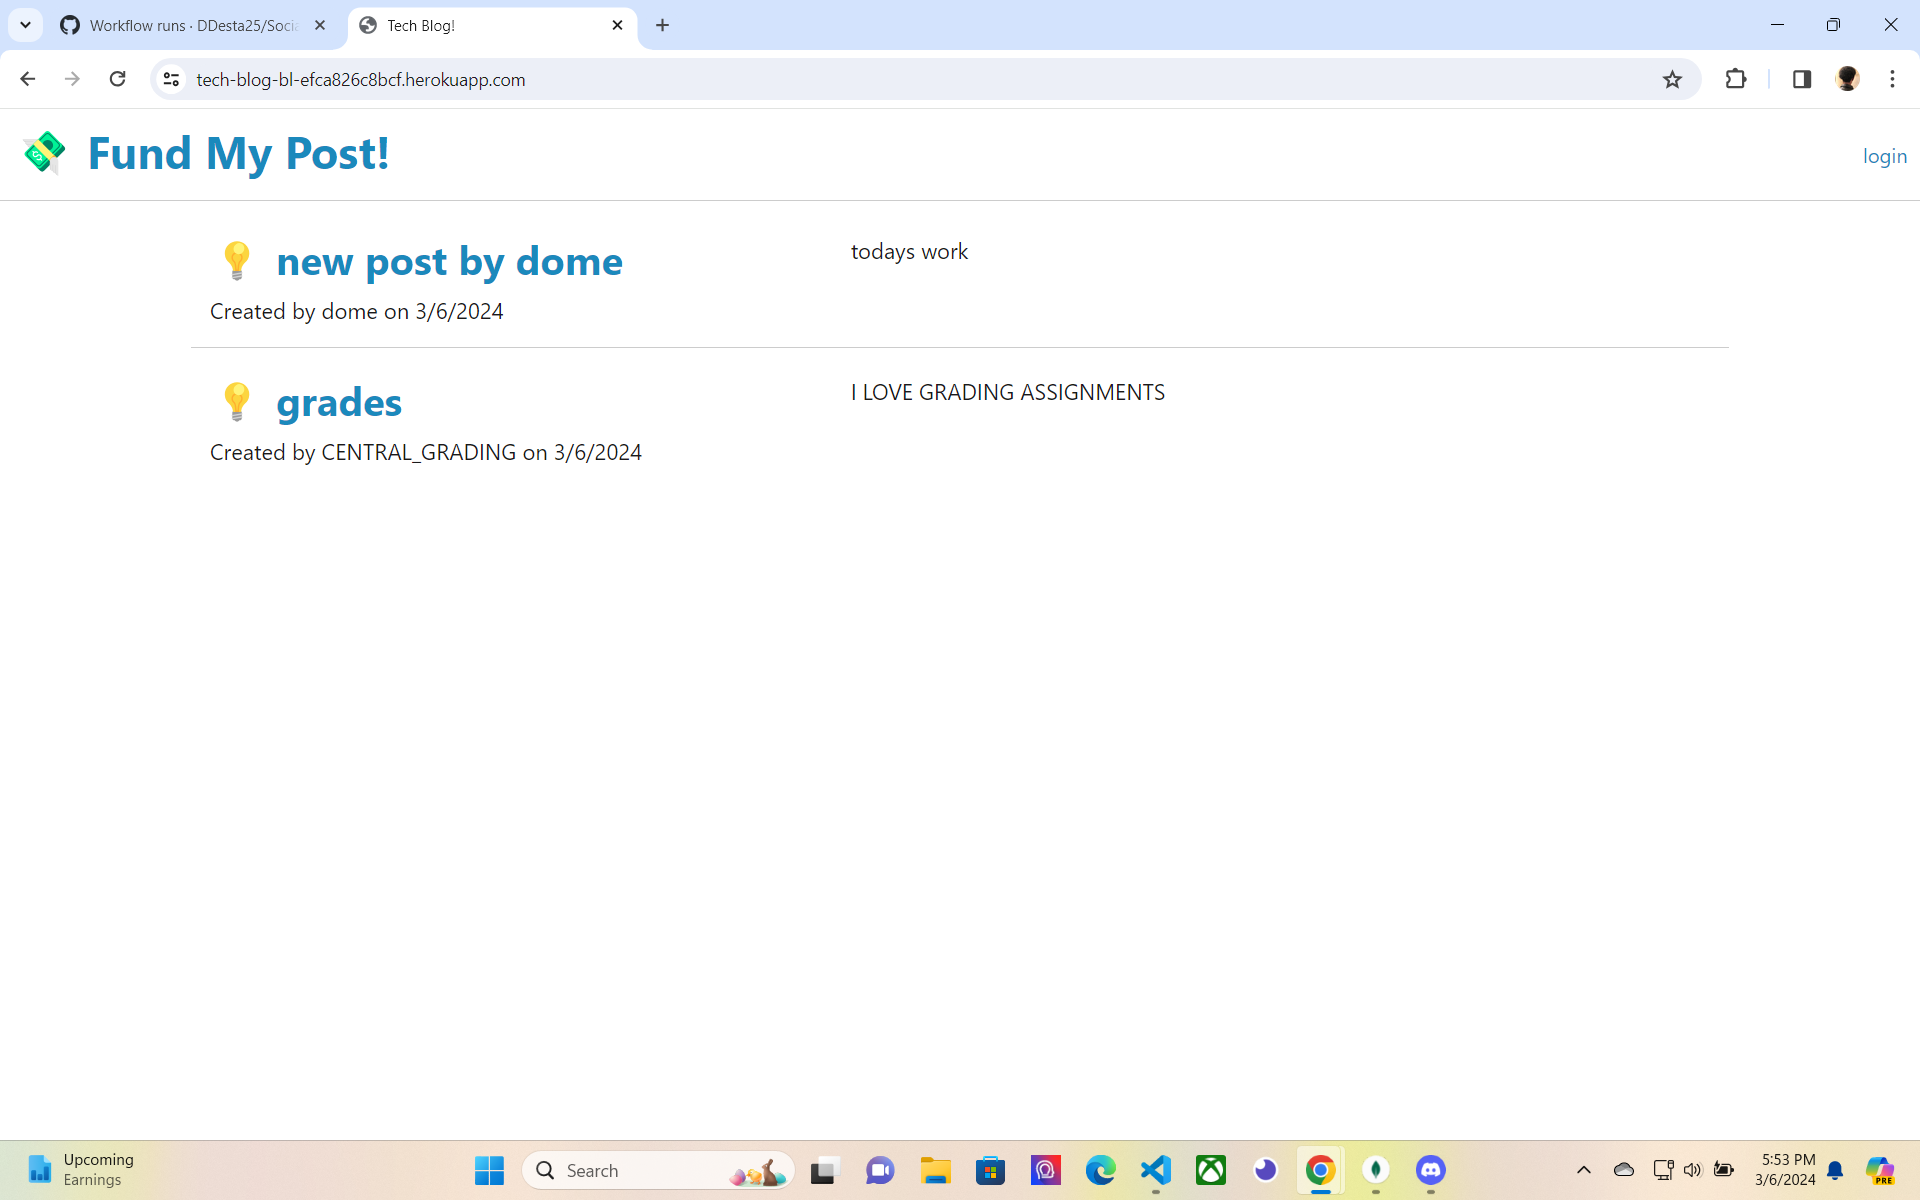 Workflow runs · DDesta25/Socia
Tech Blog!
tech-blog-bl-efca826c8bcf.herokuapp.com
Fund My Post!
login
new post by dome
todays work
Created by dome on 3/6/2024
grades
I LOVE GRADING ASSIGNMENTS
Created by CENTRAL_GRADING on 3/6/2024
Upcoming
Earnings
Search
5:53 PM
3/6/2024
PRE